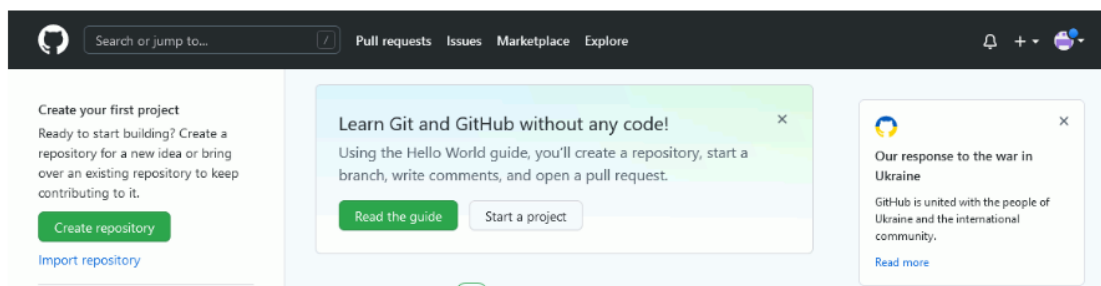 Search or jump to...
/
Pull requests Issues Marketplace Explore
Create your first project
Ready to start building? Create a
repository for a new idea or bring
over an existing repository to keep
contributing to it.
Create repository
Import repository
Learn Git and GitHub without any code!
Using the Hello World guide, you'll create a repository, start a
branch, write comments, and open a pull request.
Read the guide
Start a project
Our response to the war in
Ukraine
GitHub is united with the people of
Ukraine and the international
community.
Read more